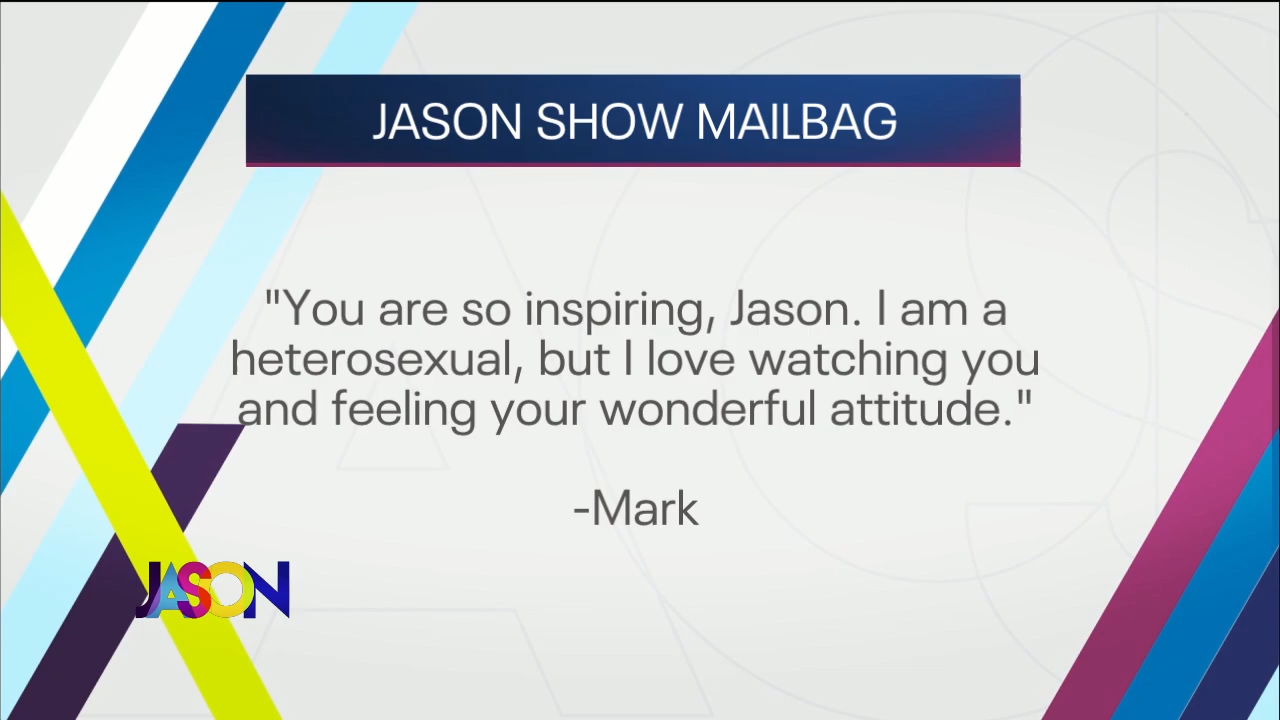 JASON SHOW MAILBAG
"You are so inspiring, Jason. I am a
heterosexual, but I love watching you
and feeling your wonderful attitude."
-Mark
JASON